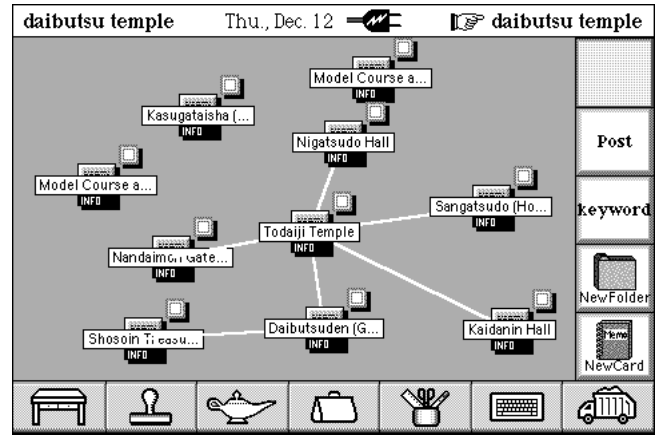 daibutsu temple
Thu., Dec. 12
daibutsu temple
Model Course a...
INFO
Kasugataisha (...
INFO
Nigatsudo Hall
INFO
Post
Model Course a...
INFO
Sangatsudo (Ho...
INFO
keyword
Todaiji Temple
INFO
Nandaimon Gate...
INFO
NewFolder
Daibutsuden (G...
INFO
Kaidanin Hall
INFO
Shosoin Treasu...
INFO
Memo
NewCard